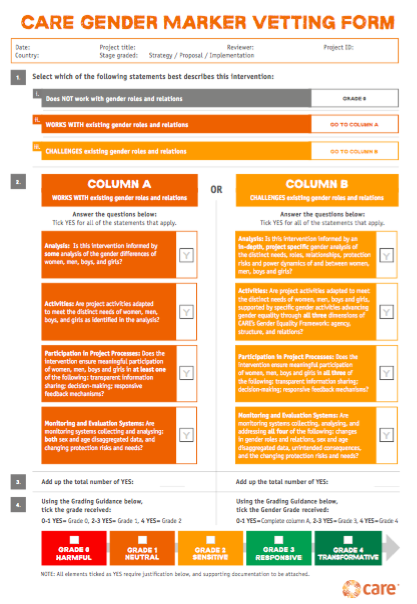 CARE GENDER MARKER VETTING FORM
Date: Project title: Reviewer: Project ID:
Country: Stage graded: Strategy / Proposal / Implementation
1. Select which of the following statements best describes this intervention:
i. Does NOT work with gender roles and relations GRADE 0
ii. WORKS WITH existing gender roles and relations GO TO COLUMN A
iii. CHALLENGES existing gender roles and relations GO TO COLUMN B
2.
COLUMN A
WORKS WITH existing gender roles and relations
Answer the questions below:
Tick YES for all of the statements that apply.
Analysis: Is this intervention informed by
some analysis of the gender differences of
women, men, boys, and girls?
Y
Activities: Are project activities adapted
to meet the distinct needs of women, men,
boys, and girls as identified in the analysis?
Y
Participation in Project Processes: Does the
intervention ensure meaningful participation
of women, men, boys and girls in at least one
of the following: transparent information
sharing; decision-making; responsive
feedback mechanisms?
Y
Monitoring and Evaluation Systems: Are
monitoring systems collecting and analysing:
both sex and age disaggregated data, and
changing protection risks and needs?
Y
OR
COLUMN B
CHALLENGES existing gender roles and relations
Answer the questions below:
Tick YES for all of the statements that apply.
Analysis: Is this intervention informed by an
in-depth, project specific gender analysis of
the distinct needs, roles, relationships, protection
risks and power dynamics of and between women,
men, boys and girls?
Y
Activities: Are project activities adapted to meet
the distinct needs of women, men, boys and girls,
supported by specific gender activities advancing
gender equality through all three dimensions of
CARE's Gender Equality Framework: agency,
structure, and relations?
Y
Participation in Project Processes: Does the
intervention ensure meaningful participation of
women, men, boys and girls in all three of
the following: transparent information sharing;
decision-making; responsive feedback mechanisms?
Y
Monitoring and Evaluation Systems: Are
monitoring systems collecting, analysing, and
addressing all four of the following: changes
in gender roles and relations, sex and age
disaggregated data, unintended consequences,
and the changing protection risks and needs?
Y
3. Add up the total number of YES: Add up the total number of YES:
4.
Using the Grading Guidance below,
tick the grade received:
0-1 YES= Grade 0, 2-3 YES= Grade 1, 4 YES= Grade 2
Using the Grading Guidance below,
tick the Gender Grade received:
0-1 YES=Complete column A, 2-3 YES= Grade 3, 4 YES= Grade 4
GRADE 0
HARMFUL
GRADE 1
NEUTRAL
GRADE 2
SENSITIVE
GRADE 3
RESPONSIVE
GRADE 4
TRANSFORMATIVE
NOTE: All elements ticked as YES require justification below, and supporting documentation to be attached.
care